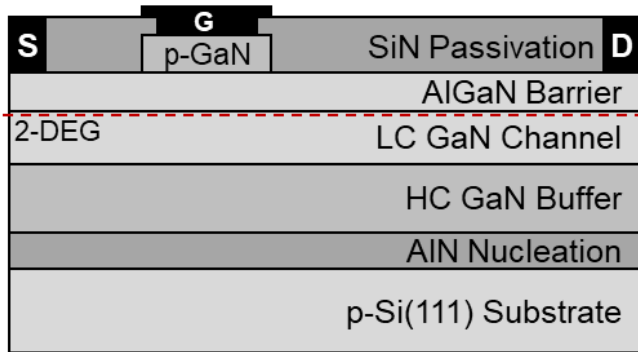 G
S
p-GaN
SiN Passivation
D
AlGaN Barrier
2-DEG
LC GaN Channel
HC GaN Buffer
AlN Nucleation
p-Si(111) Substrate